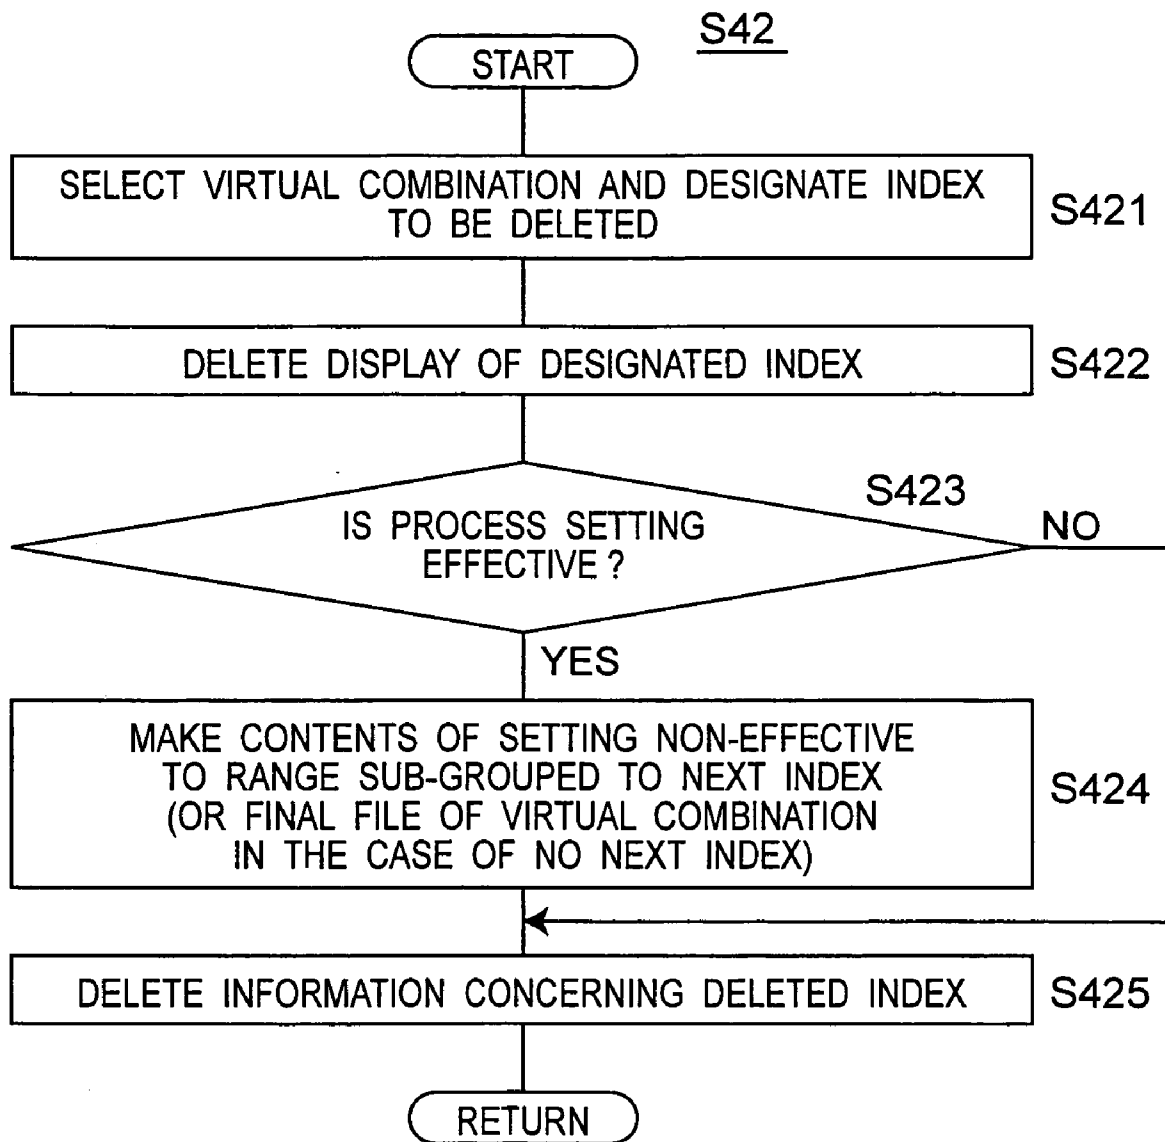 S42
START
SELECT VIRTUAL COMBINATION AND DESIGNATE INDEX
TO BE DELETED
S421
DELETE DISPLAY OF DESIGNATED INDEX
S422
S423
IS PROCESS SETTING
EFFECTIVE ?
NO
YES
MAKE CONTENTS OF SETTING NON-EFFECTIVE
TO RANGE SUB-GROUPED TO NEXT INDEX
(OR FINAL FILE OF VIRTUAL COMBINATION
IN THE CASE OF NO NEXT INDEX)
S424
DELETE INFORMATION CONCERNING DELETED INDEX
S425
RETURN